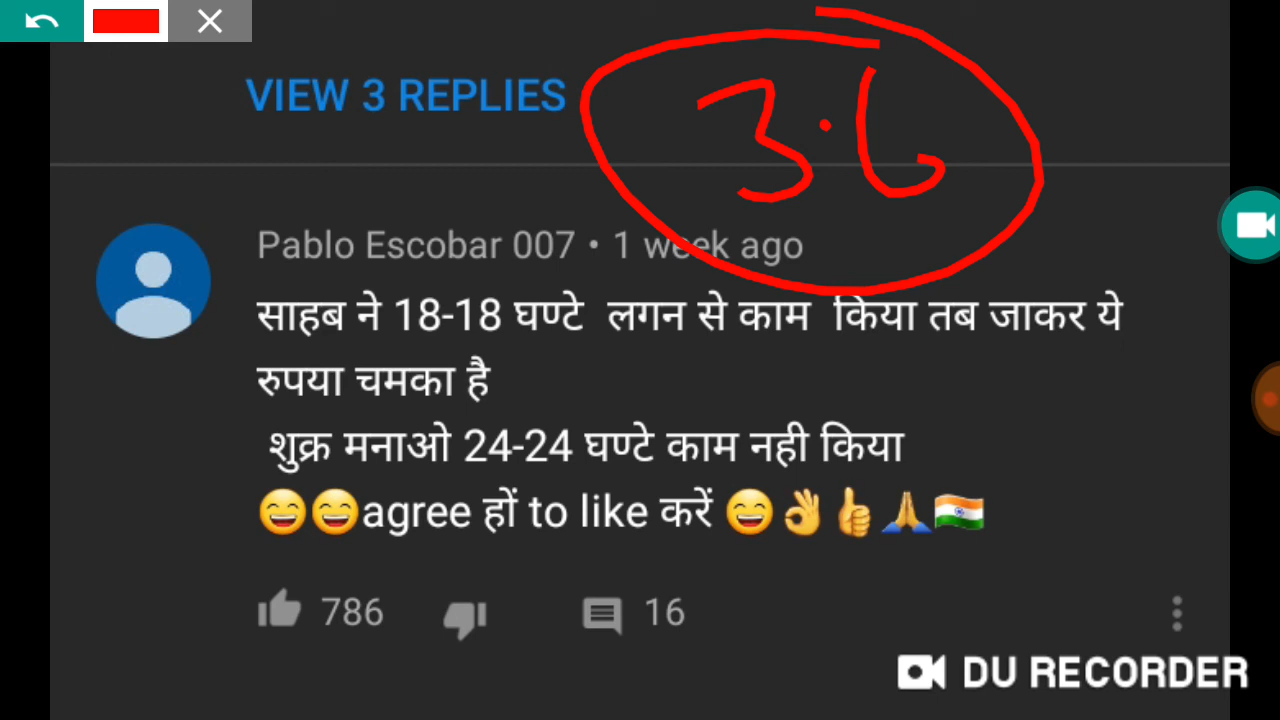 VIEW 3 REPLIES
3.6
Pablo Escobar 007 • 1 week ago
साहब ने 18-18 घण्टे लगन से काम किया तब जाकर ये
रुपया चमका है
शुक्र मनाओ 24-24 घण्टे काम नही किया
😄😄agree हों to like करें 😄👌👍🙏🇮🇳
786 16
DU RECORDER